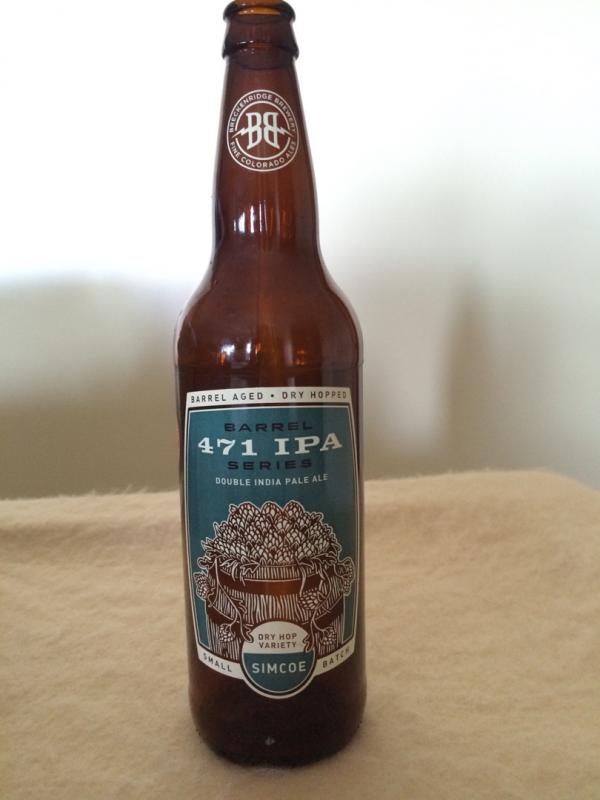 BRECKENRIDGE BREWERY
BB
FINE COLORADO ALES
BARREL AGED • DRY HOPPED
BARREL
471 IPA
SERIES
DOUBLE INDIA PALE ALE
DRY HOP
VARIETY
SIMCOE
SMALL BATCH